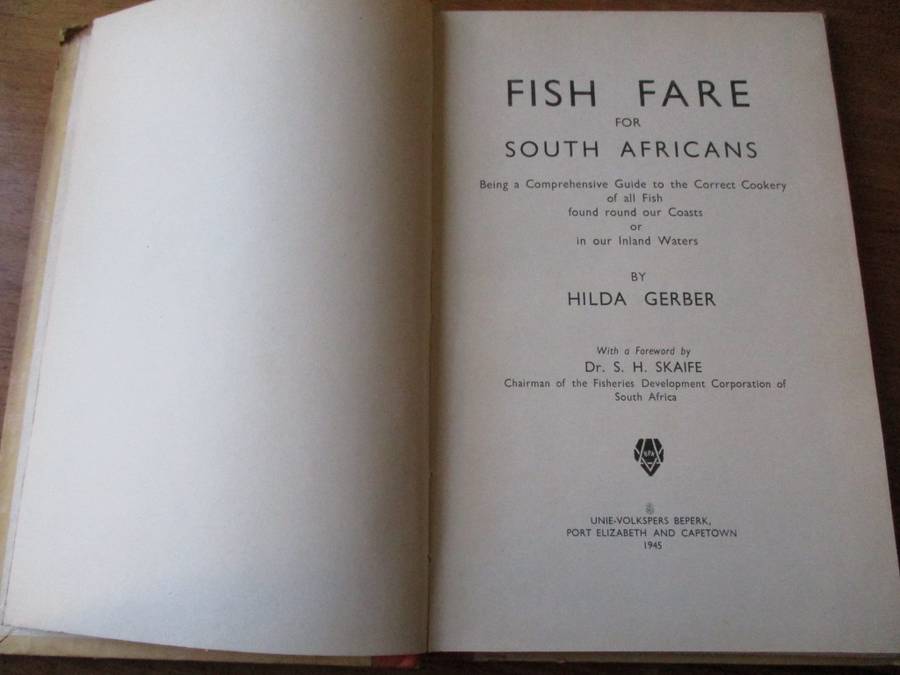 FISH FARE
FOR
SOUTH AFRICANS
Being a Comprehensive Guide to the Correct Cookery
of all Fish
found round our Coasts
or
in our Inland Waters
BY
HILDA GERBER
With a Foreword by
Dr. S. H. SKAIFE
Chairman of the Fisheries Development Corporation of
South Africa
UNIE-VOLKSPERS BEPERK,
PORT ELIZABETH AND CAPETOWN
1945